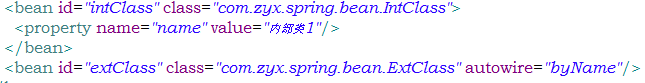 <bean id="intClass" class="com.zyx.spring.bean.IntClass">
<property name="name" value="内部类1"/>
</bean>
<bean id="extClass" class="com.zyx.spring.bean.ExtClass" autowire="byName"/>